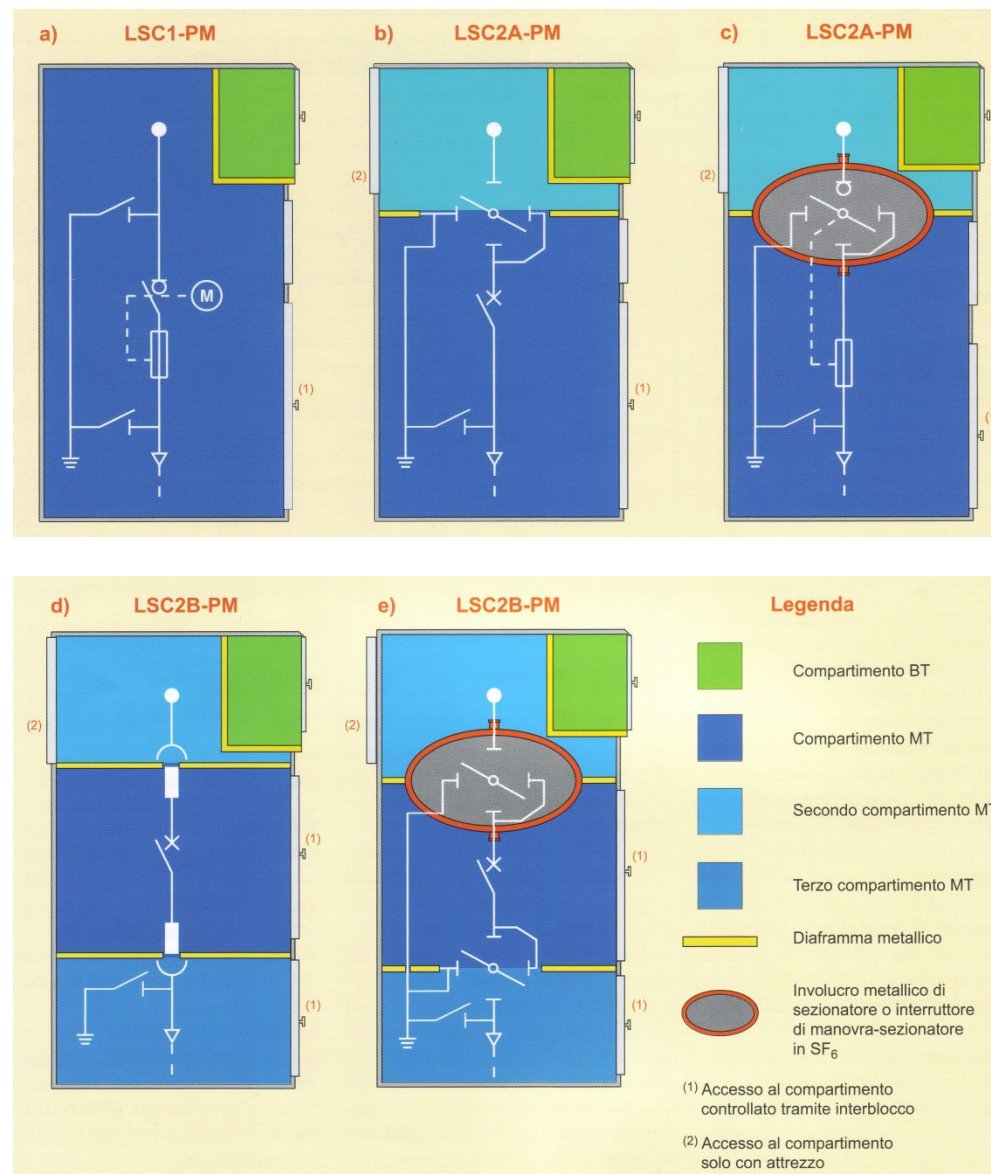 a) LSC1-PM
b) LSC2A-PM
c) LSC2A-PM
(2)
(2)
M
(1)
(1)
(1
d) LSC2B-PM
e) LSC2B-PM
Legenda
(2)
(2)
(1)
(1)
(1)
(1)
Compartimento BT
Compartimento MT
Secondo compartimento MT
Terzo compartimento MT
Diaframma metallico
Involucro metallico di
sezionatore o interruttore
di manovra-sezionatore
in SF6
(1) Accesso al compartimento
controllato tramite interblocco
(2) Accesso al compartimento
solo con attrezzo